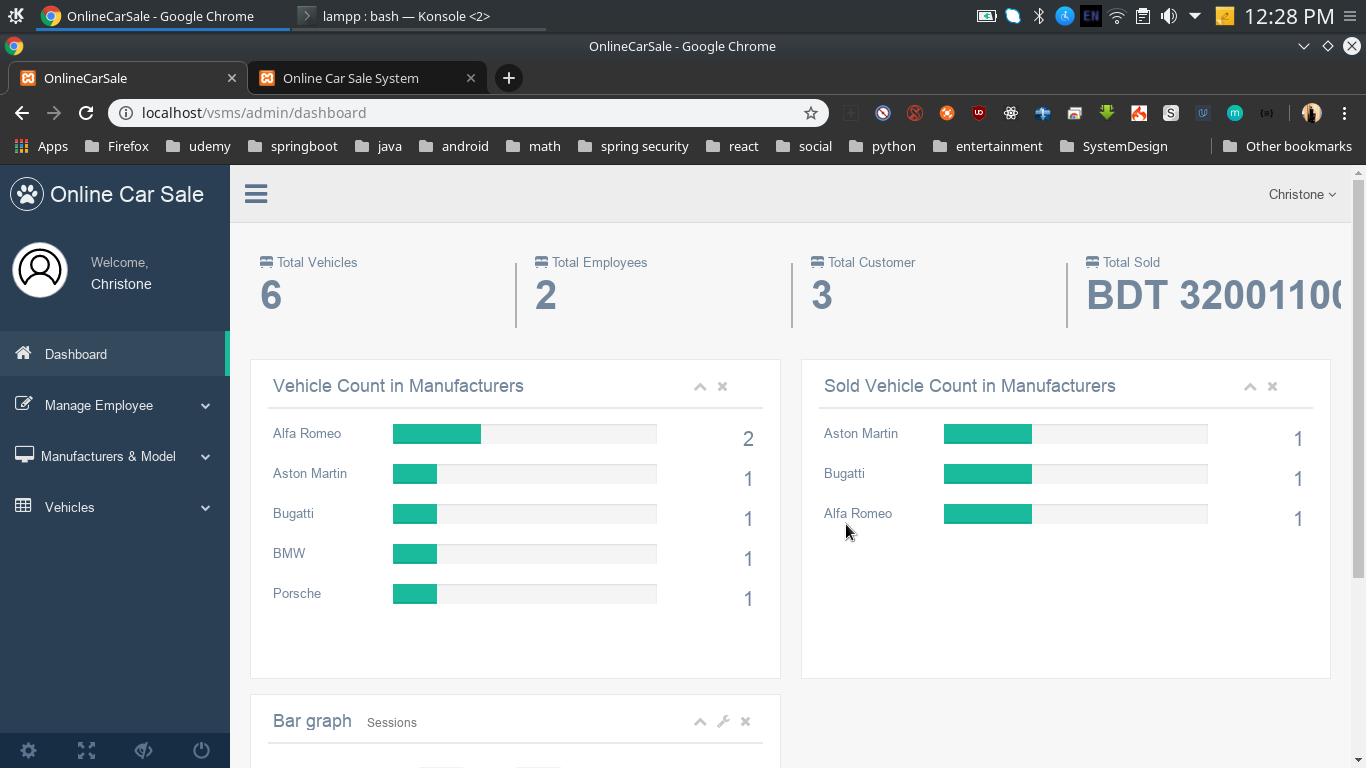 OnlineCarSale - Google Chrome
lampp : bash — Konsole <2>
EN
12:28 PM
OnlineCarSale - Google Chrome
OnlineCarSale
Online Car Sale System
localhost/vsms/admin/dashboard
Apps
Firefox
udemy
springboot
java
android
math
spring security
react
social
python
entertainment
SystemDesign
Other bookmarks
Online Car Sale
Christone
Welcome,
Christone
Dashboard
Manage Employee
Manufacturers & Model
Vehicles
Total Vehicles
6
Total Employees
2
Total Customer
3
Total Sold
BDT 32001100
Vehicle Count in Manufacturers
Alfa Romeo 2
Aston Martin 1
Bugatti 1
BMW 1
Porsche 1
Sold Vehicle Count in Manufacturers
Aston Martin 1
Bugatti 1
Alfa Romeo 1
Bar graph Sessions